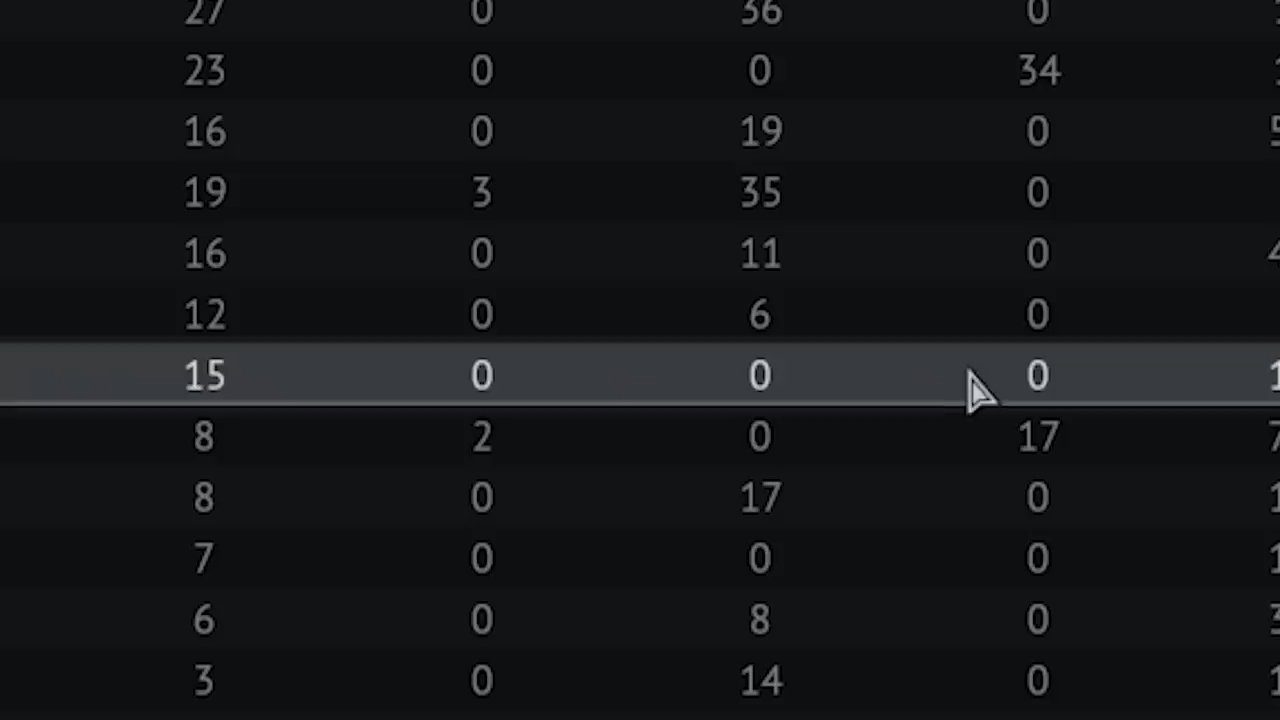 27 0 36 0
23 0 0 34
16 0 19 0
19 3 35 0
16 0 11 0
12 0 6 0
15 0 0 0
8 2 0 17
8 0 17 0
7 0 0 0
6 0 8 0
3 0 14 0